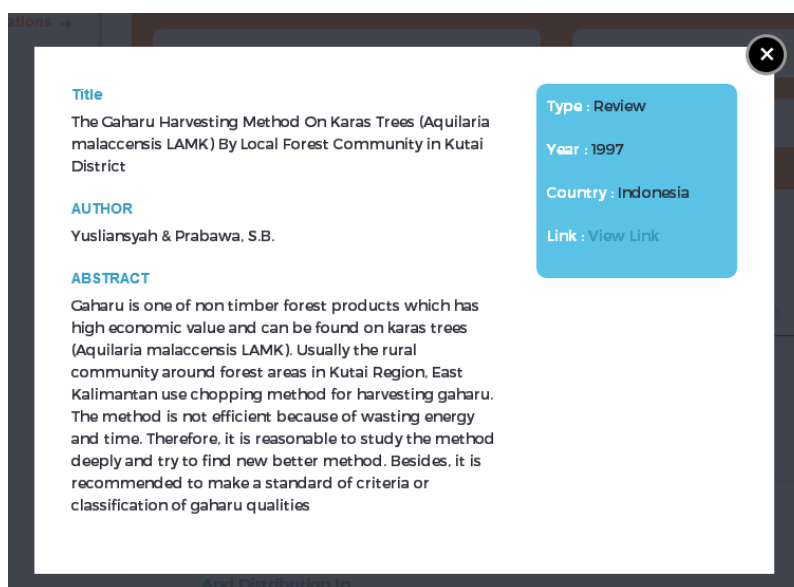 ations
Title
The Gaharu Harvesting Method On Karas Trees (Aquilaria
malaccensis LAMK) By Local Forest Community in Kutai
District
AUTHOR
Yusliansyah & Prabawa, S.B.
ABSTRACT
Gaharu is one of non timber forest products which has
high economic value and can be found on karas trees
(Aquilaria malaccensis LAMK). Usually the rural
community around forest areas in Kutai Region, East
Kalimantan use chopping method for harvesting gaharu.
The method is not efficient because of wasting energy
and time. Therefore, it is reasonable to study the method
deeply and try to find new better method. Besides, it is
recommended to make a standard of criteria or
classification of gaharu qualities
Type : Review
Year : 1997
Country : Indonesia
Link : View Link
And Distribution In